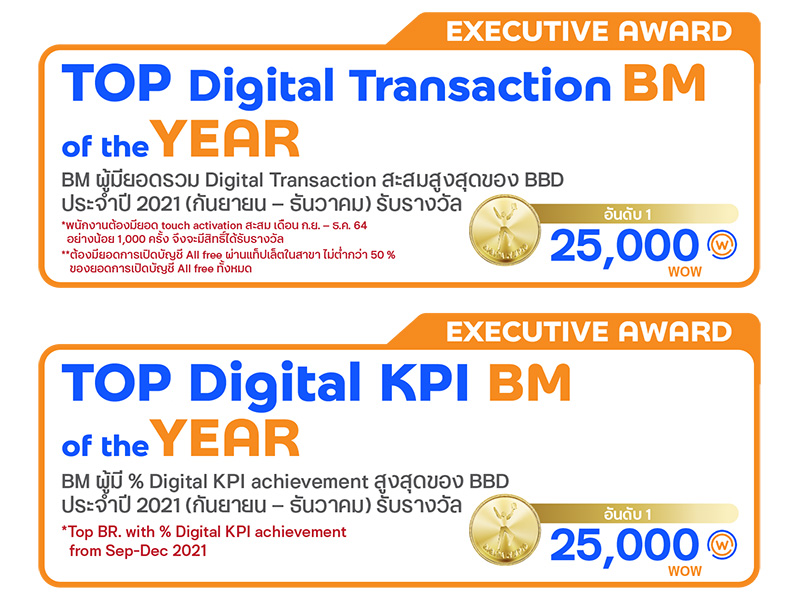 EXECUTIVE AWARD
TOP Digital Transaction BM
of the YEAR
BM ผู้มียอดรวม Digital Transaction สะสมสูงสุดของ BBD
ประจำปี 2021 (กันยายน – ธันวาคม) รับรางวัล
*พนักงานต้องมียอด touch activation สะสม เดือน ก.ย. – ธ.ค. 64
อย่างน้อย 1,000 ครั้ง จึงจะมีสิทธิ์ได้รับรางวัล
**ต้องมียอดการเปิดบัญชี All free ผ่านแท็ปเล็ตในสาขา ไม่ต่ำกว่า 50 %
ของยอดการเปิดบัญชี All free ทั้งหมด
อันดับ 1
25,000 W
WOW
EXECUTIVE AWARD
TOP Digital KPI BM
of the YEAR
BM ผู้มี % Digital KPI achievement สูงสุดของ BBD
ประจำปี 2021 (กันยายน – ธันวาคม) รับรางวัล
*Top BR. with % Digital KPI achievement
from Sep-Dec 2021
อันดับ 1
25,000 W
WOW